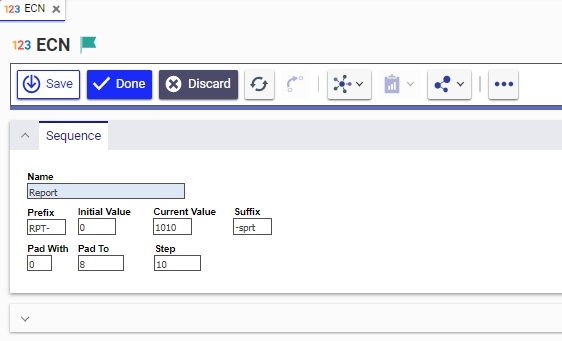 123 ECN
123 ECN
Save Done Discard
Sequence
Name
Report
Prefix Initial Value Current Value Suffix
RPT- 0 1010 -sprt
Pad With Pad To Step
0 8 10